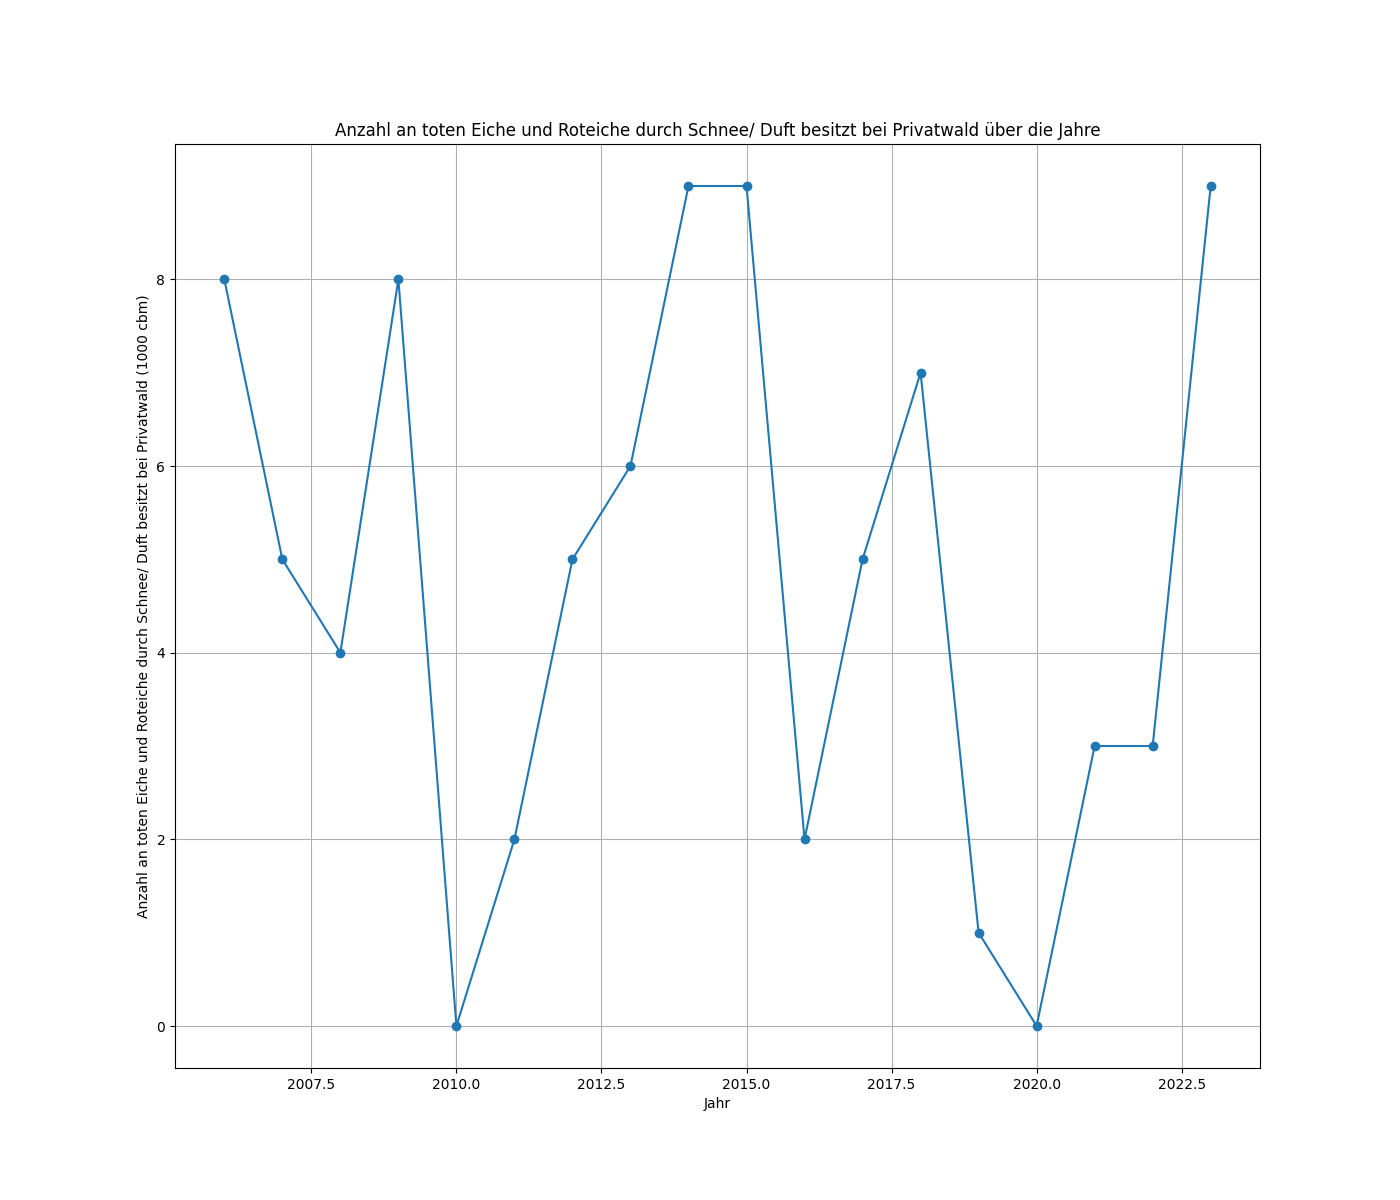 Anzahl an toten Eiche und Roteiche durch Schnee/ Duft besitzt bei Privatwald über die Jahre
Anzahl an toten Eiche und Roteiche durch Schnee/ Duft besitzt bei Privatwald (1000 cbm)
8
6
4
2
0
2007.5 2010.0 2012.5 2015.0 2017.5 2020.0 2022.5
Jahr